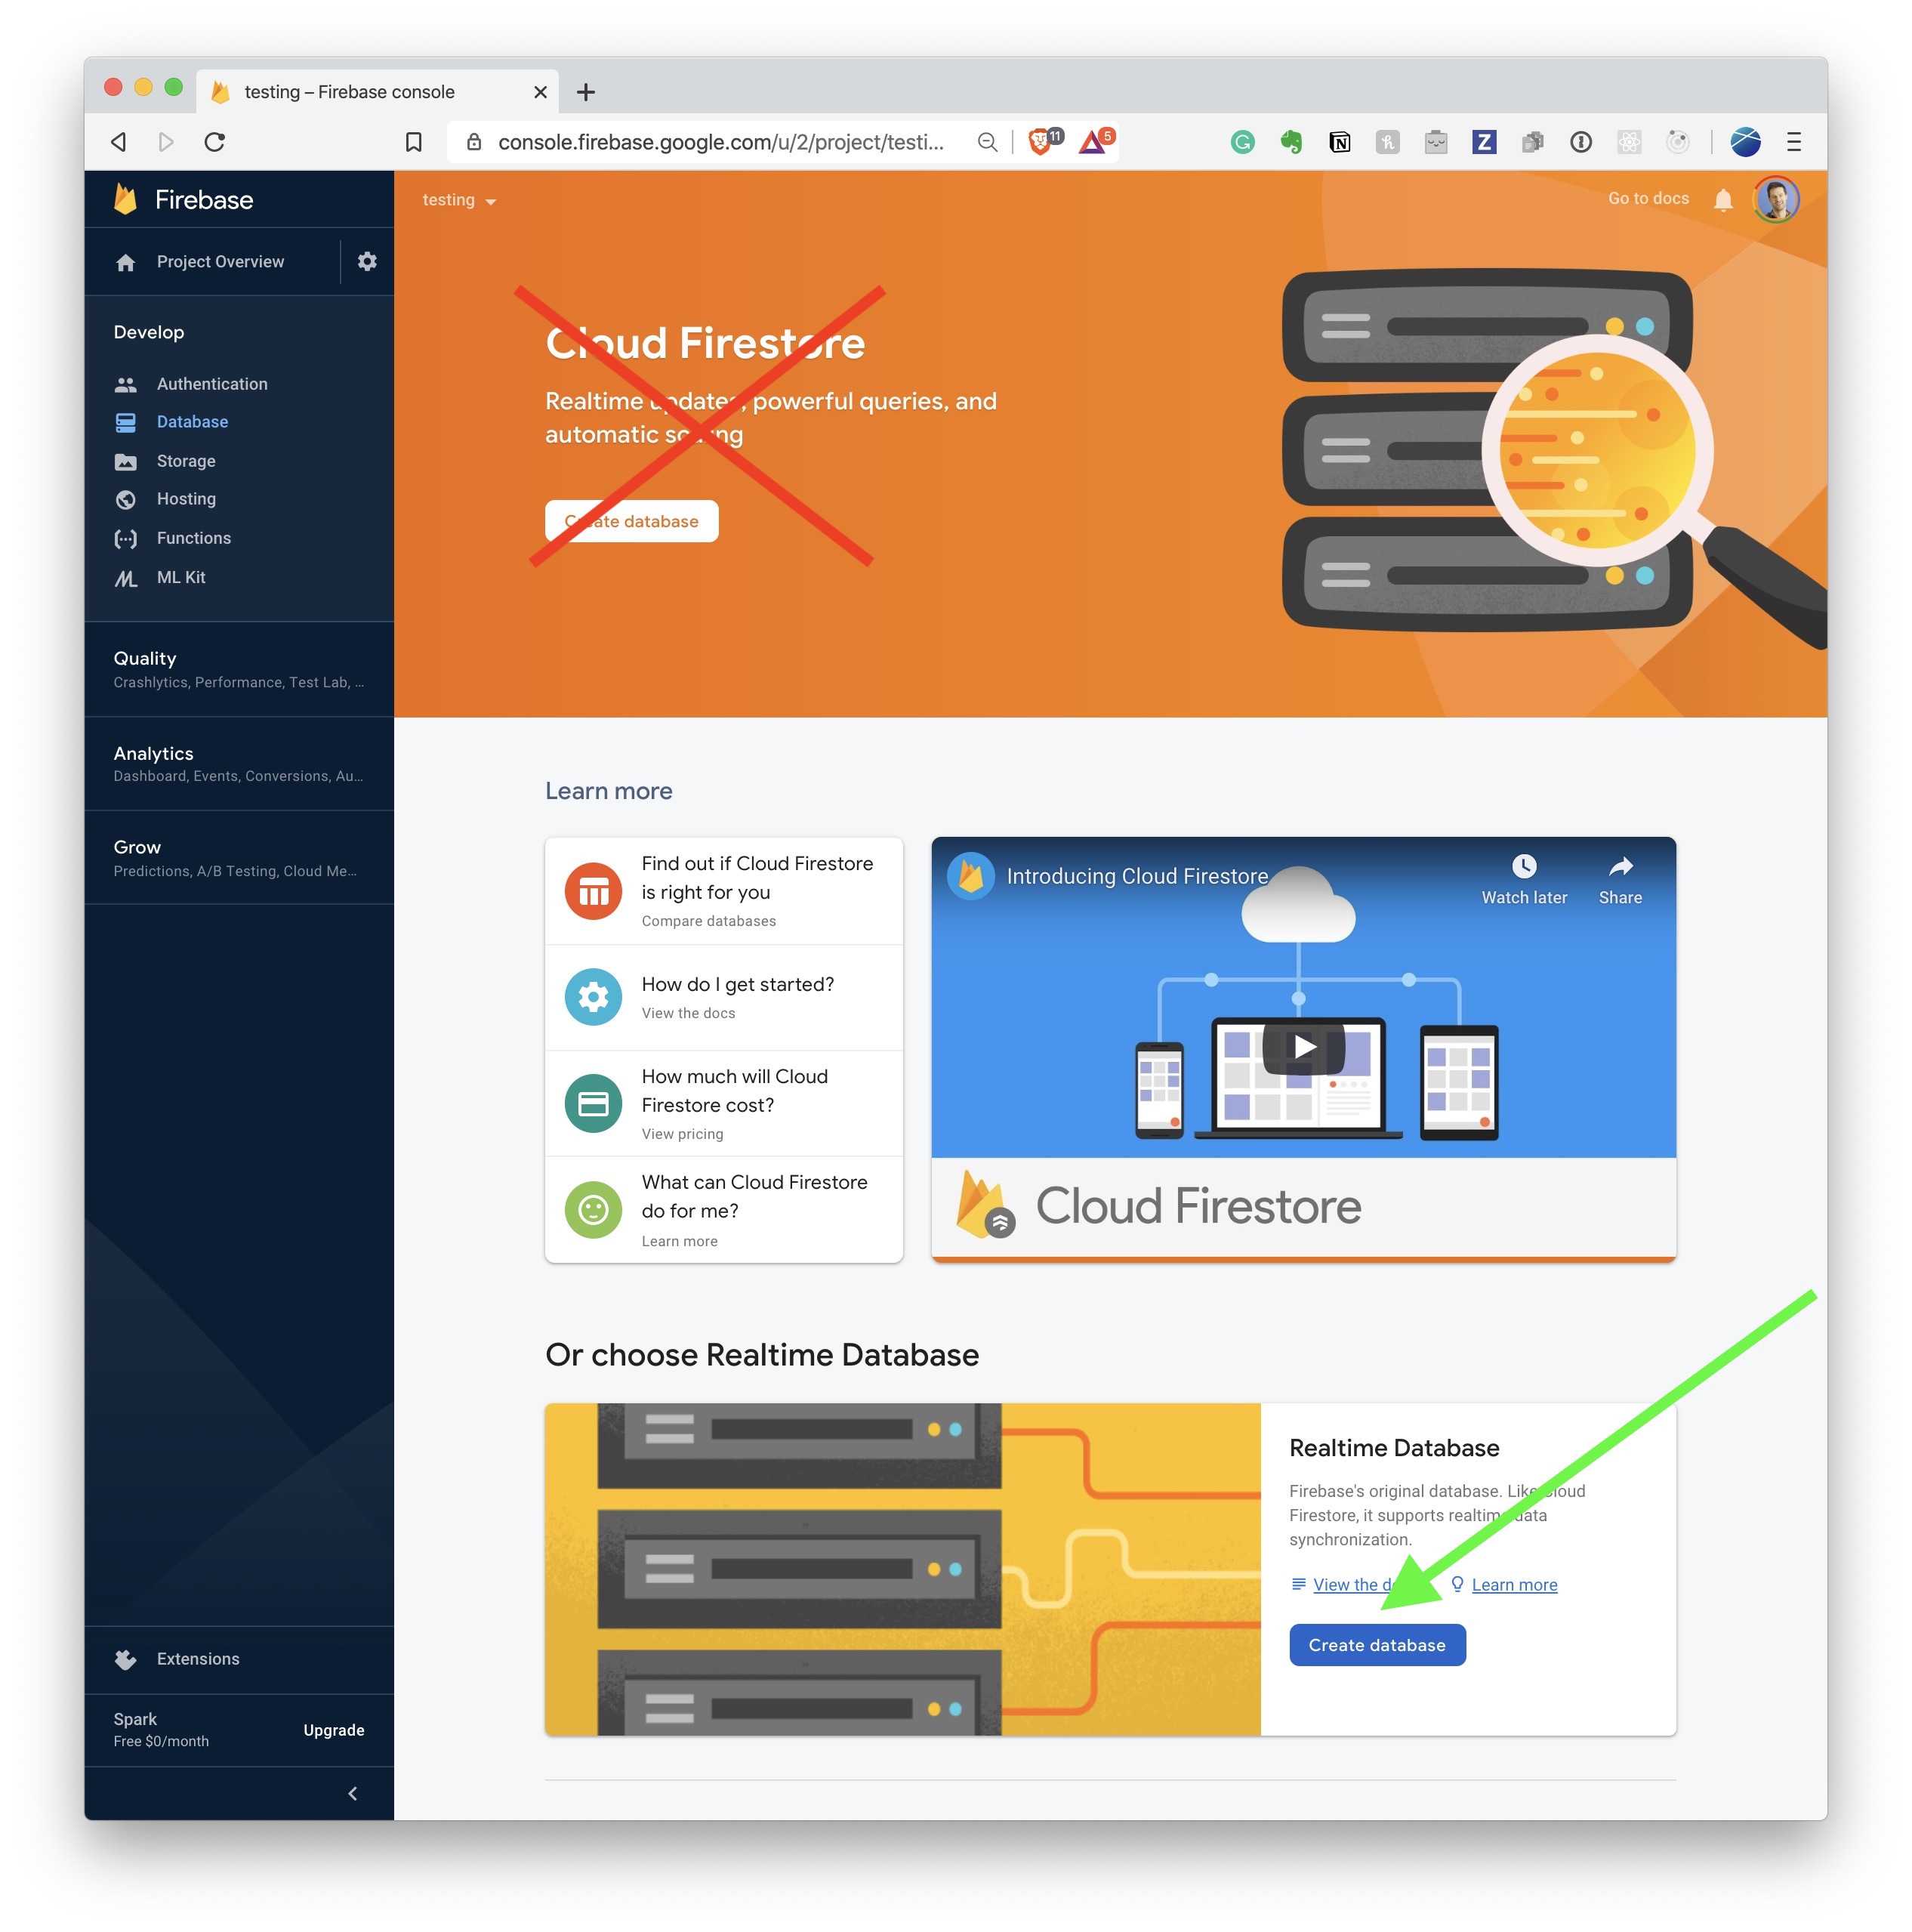 testing – Firebase console
console.firebase.google.com/u/2/project/testi...
11
5
Firebase
testing
Go to docs
Project Overview
Develop
Authentication
Database
Storage
Hosting
Functions
ML Kit
Quality
Crashlytics, Performance, Test Lab, ...
Analytics
Dashboard, Events, Conversions, Au...
Grow
Predictions, A/B Testing, Cloud Me...
Extensions
Spark
Free $0/month
Upgrade
Cloud Firestore
Realtime updates, powerful queries, and
automatic scaling
Create database
Learn more
Find out if Cloud Firestore
is right for you
Compare databases
How do I get started?
View the docs
How much will Cloud
Firestore cost?
View pricing
What can Cloud Firestore
do for me?
Learn more
Introducing Cloud Firestore
Watch later
Share
Cloud Firestore
Or choose Realtime Database
Realtime Database
Firebase's original database. Like Cloud
Firestore, it supports realtime data
synchronization.
View the docs
Learn more
Create database